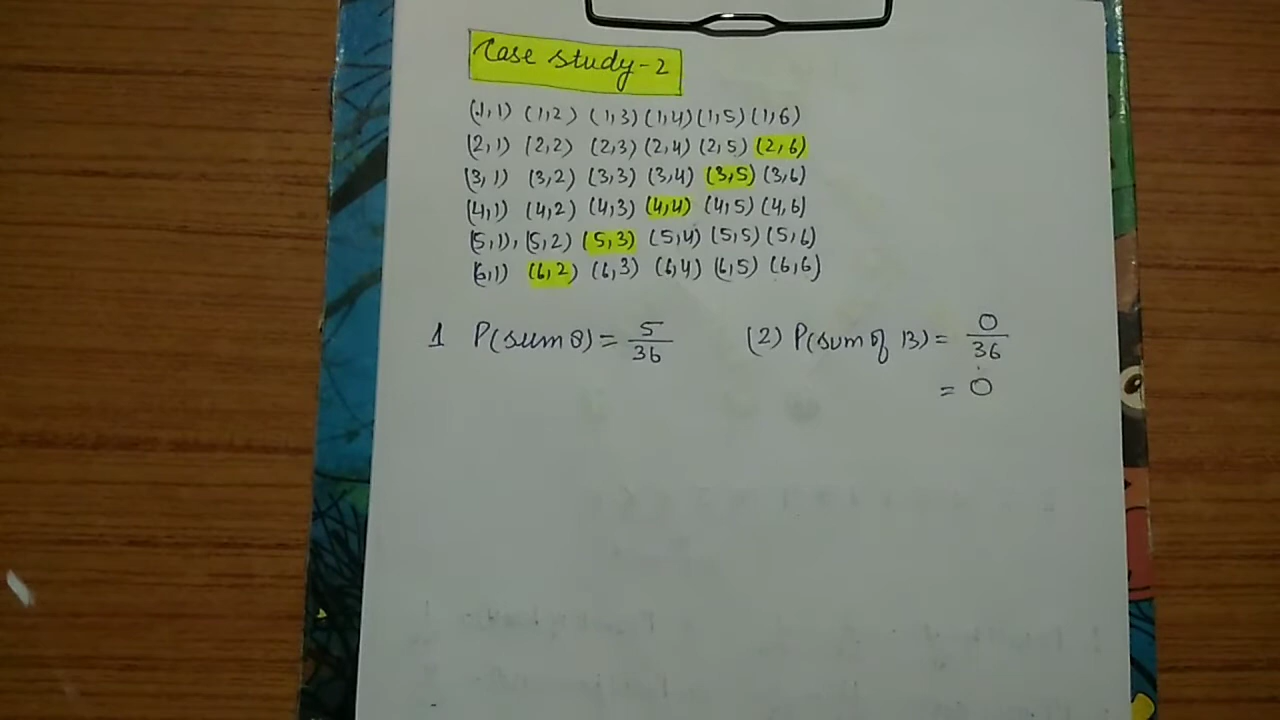 Case study-2
(1,1) (1,2) (1,3) (1,4) (1,5) (1,6)
(2,1) (2,2) (2,3) (2,4) (2,5) (2,6)
(3,1) (3,2) (3,3) (3,4) (3,5) (3,6)
(4,1) (4,2) (4,3) (4,4) (4,5) (4,6)
(5,1), (5,2) (5,3) (5,4) (5,5) (5,6)
(6,1) (6,2) (6,3) (6,4) (6,5) (6,6)
1 P(sum 8) = 5/36 (2) P(sum of 13) = 0/36
= 0